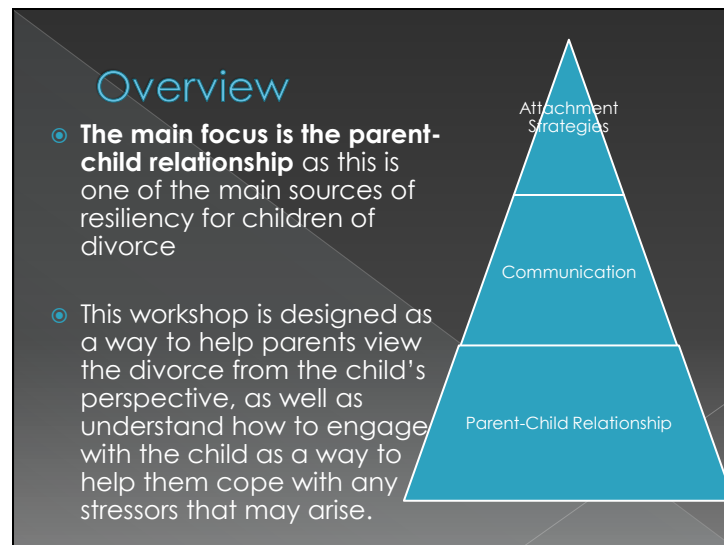 Overview
The main focus is the parent-
child relationship as this is
one of the main sources of
resiliency for children of
divorce
This workshop is designed as
a way to help parents view
the divorce from the child's
perspective, as well as
understand how to engage
with the child as a way to
help them cope with any
stressors that may arise.
Attachment
Strategies
Communication
Parent-Child Relationship